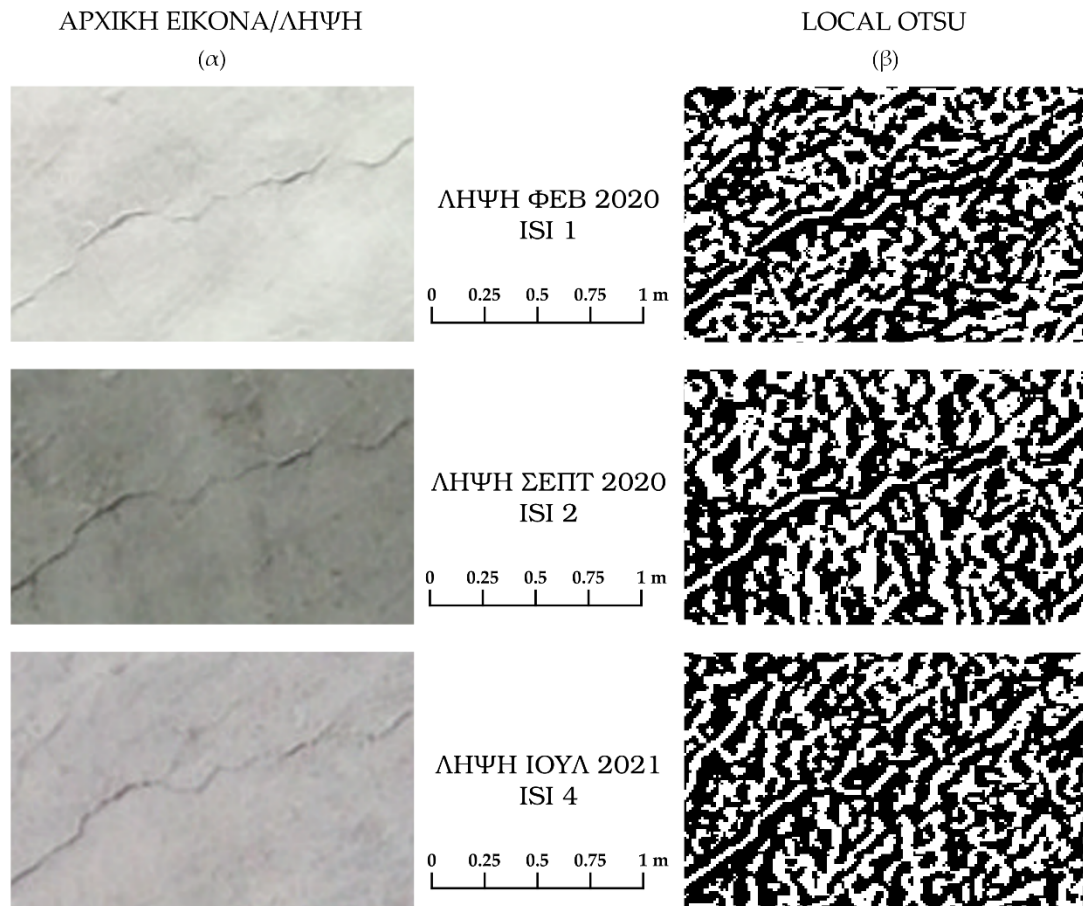 ΑΡΧΙΚΗ ΕΙΚΟΝΑ/ΛΗΨΗ
(α)
LOCAL OTSU
(β)
ΛΗΨΗ ΦΕΒ 2020
ISI 1
0 0.25 0.5 0.75 1 m
ΛΗΨΗ ΣΕΠΤ 2020
ISI 2
0 0.25 0.5 0.75 1 m
ΛΗΨΗ ΙΟΥΛ 2021
ISI 4
0 0.25 0.5 0.75 1 m